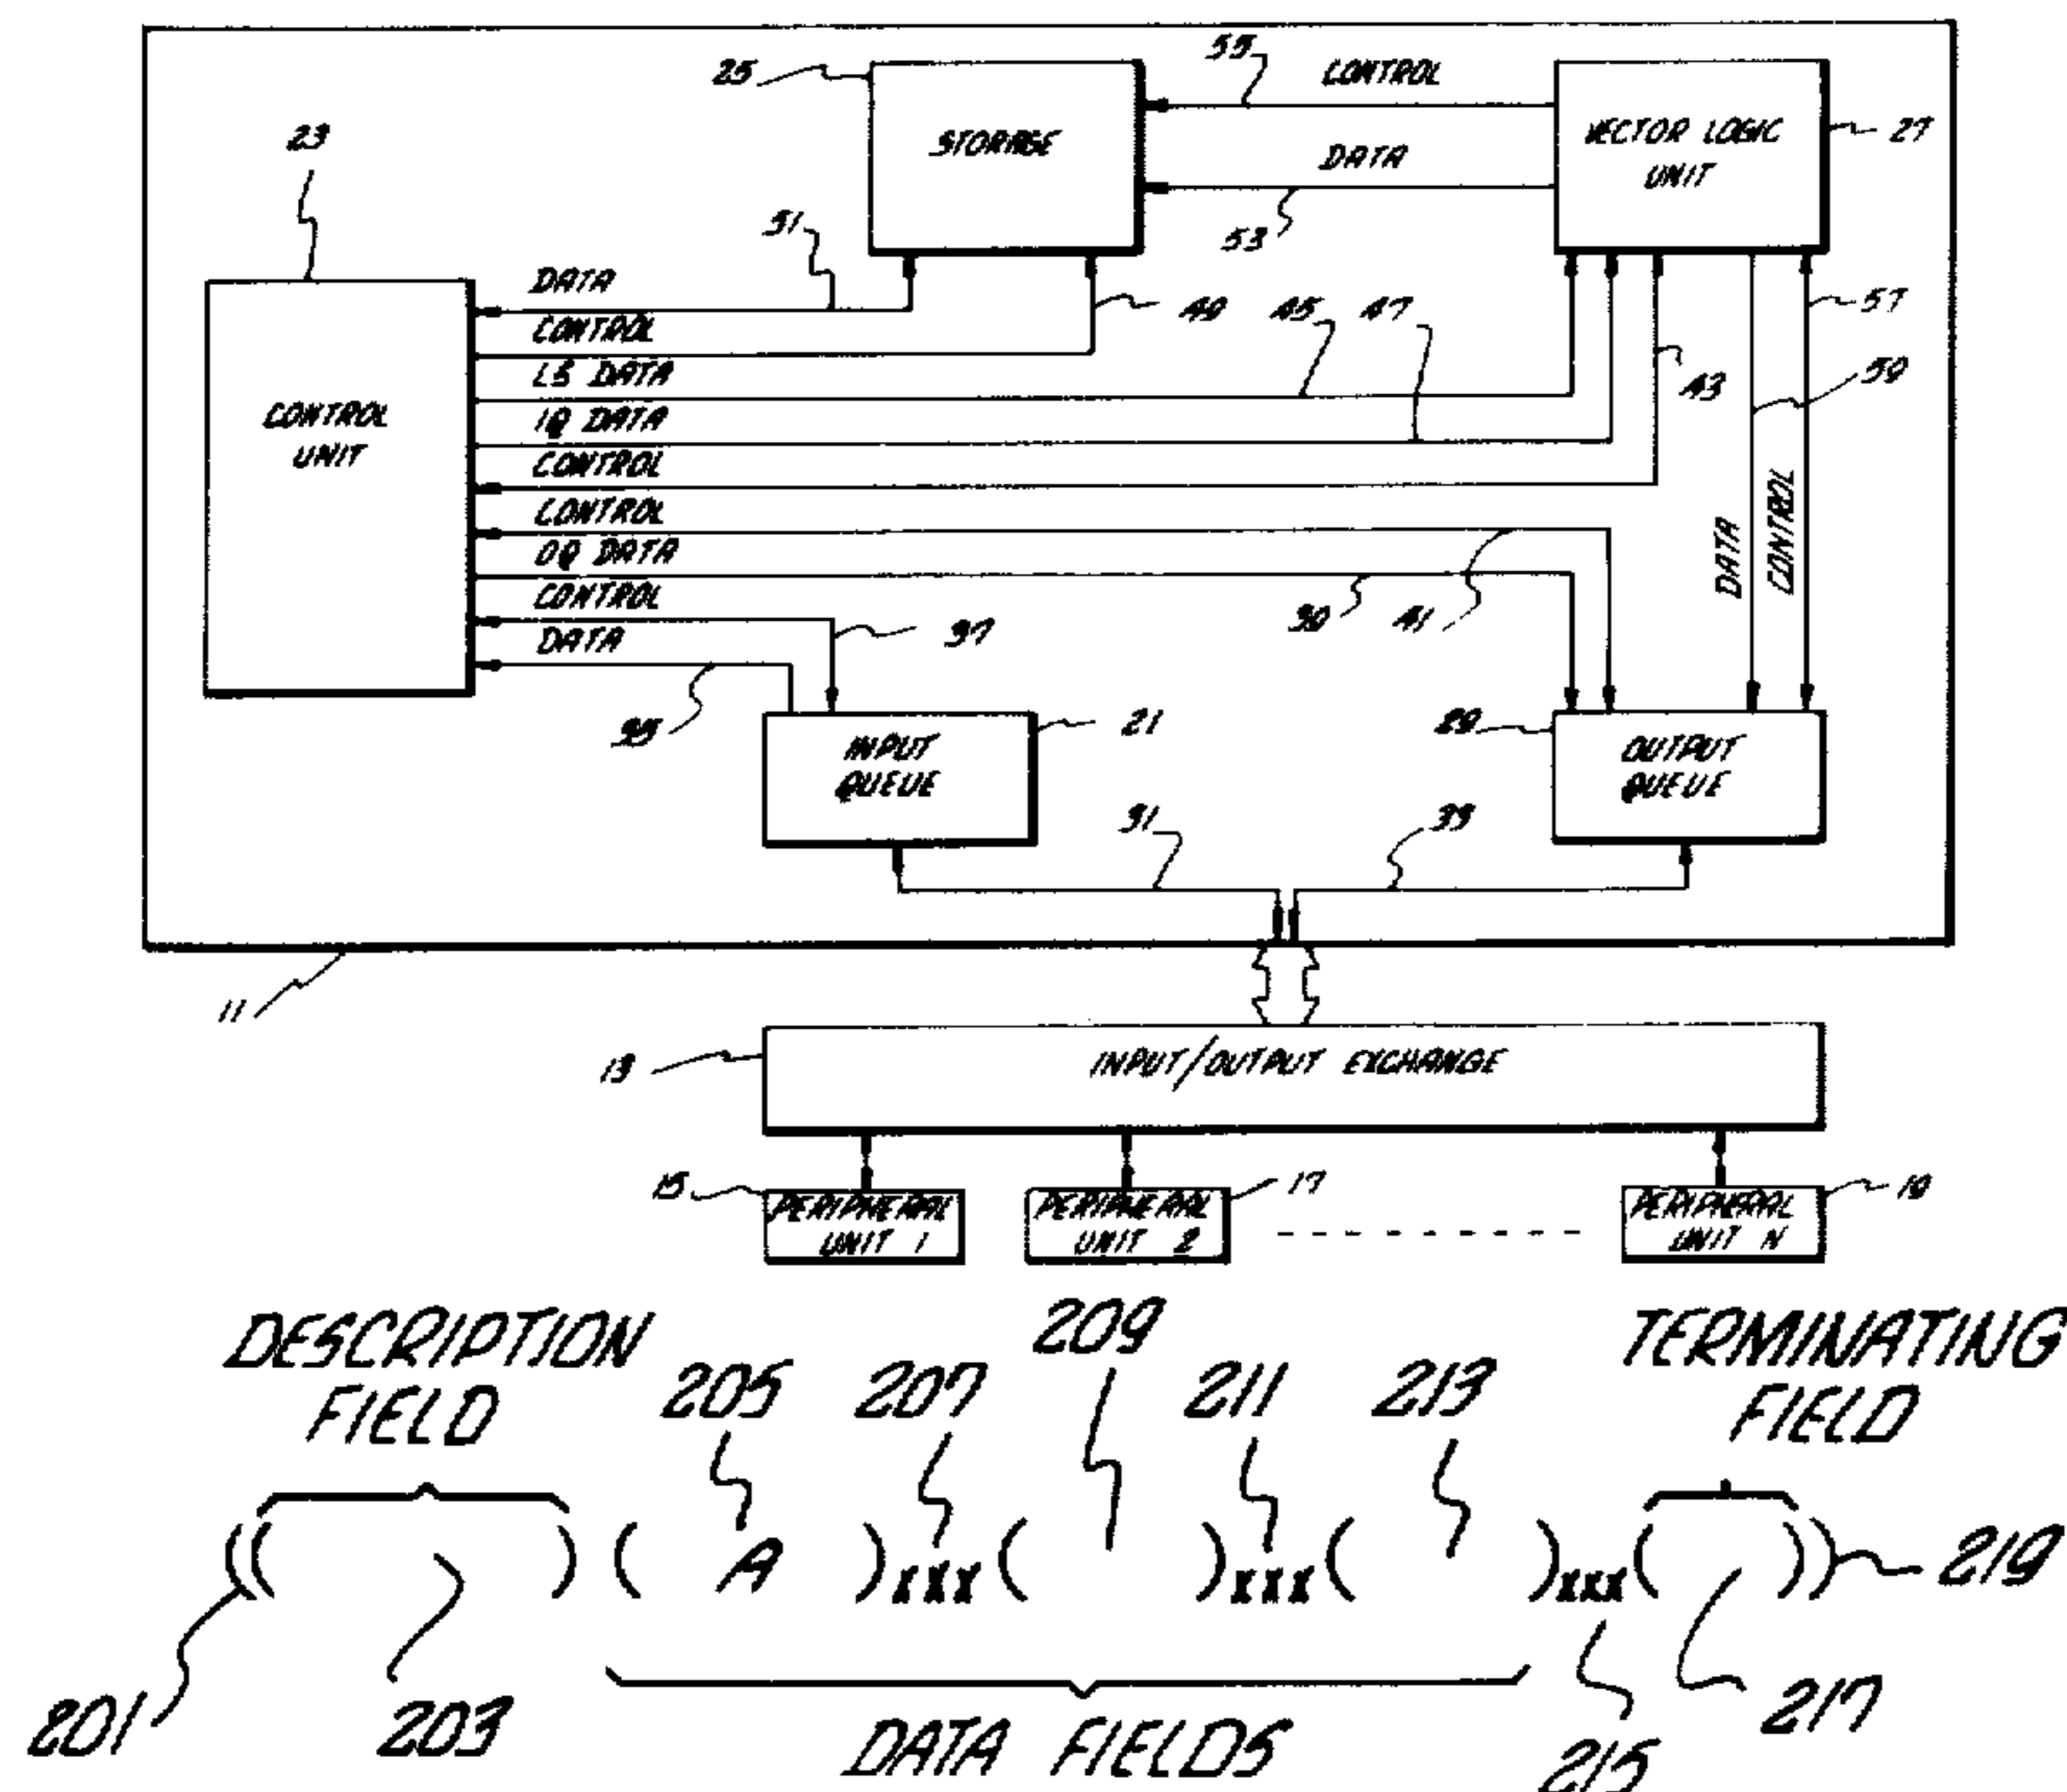 55
CONTROL
25
STORAGE
VECTOR LOGIC
UNIT
27
23
DATA
53
51
DATA
CONTROL
49
45
47
57
LS DATA
43
59
CONTROL
UNIT
IQ DATA
CONTROL
CONTROL
DATA
CONTROL
OQ DATA
CONTROL
39
41
37
DATA
35
21
29
INPUT
QUEUE
OUTPUT
QUEUE
31
33
11
13
INPUT/OUTPUT EXCHANGE
15
17
19
PERIPHERAL
UNIT 1
PERIPHERAL
UNIT 2
PERIPHERAL
UNIT N
DESCRIPTION
FIELD
209
TERMINATING
FIELD
205
207
211
213
(( ) ( A )xxx( )xxx( )xxx( ))
219
201
203
DATA FIELDS
215
217